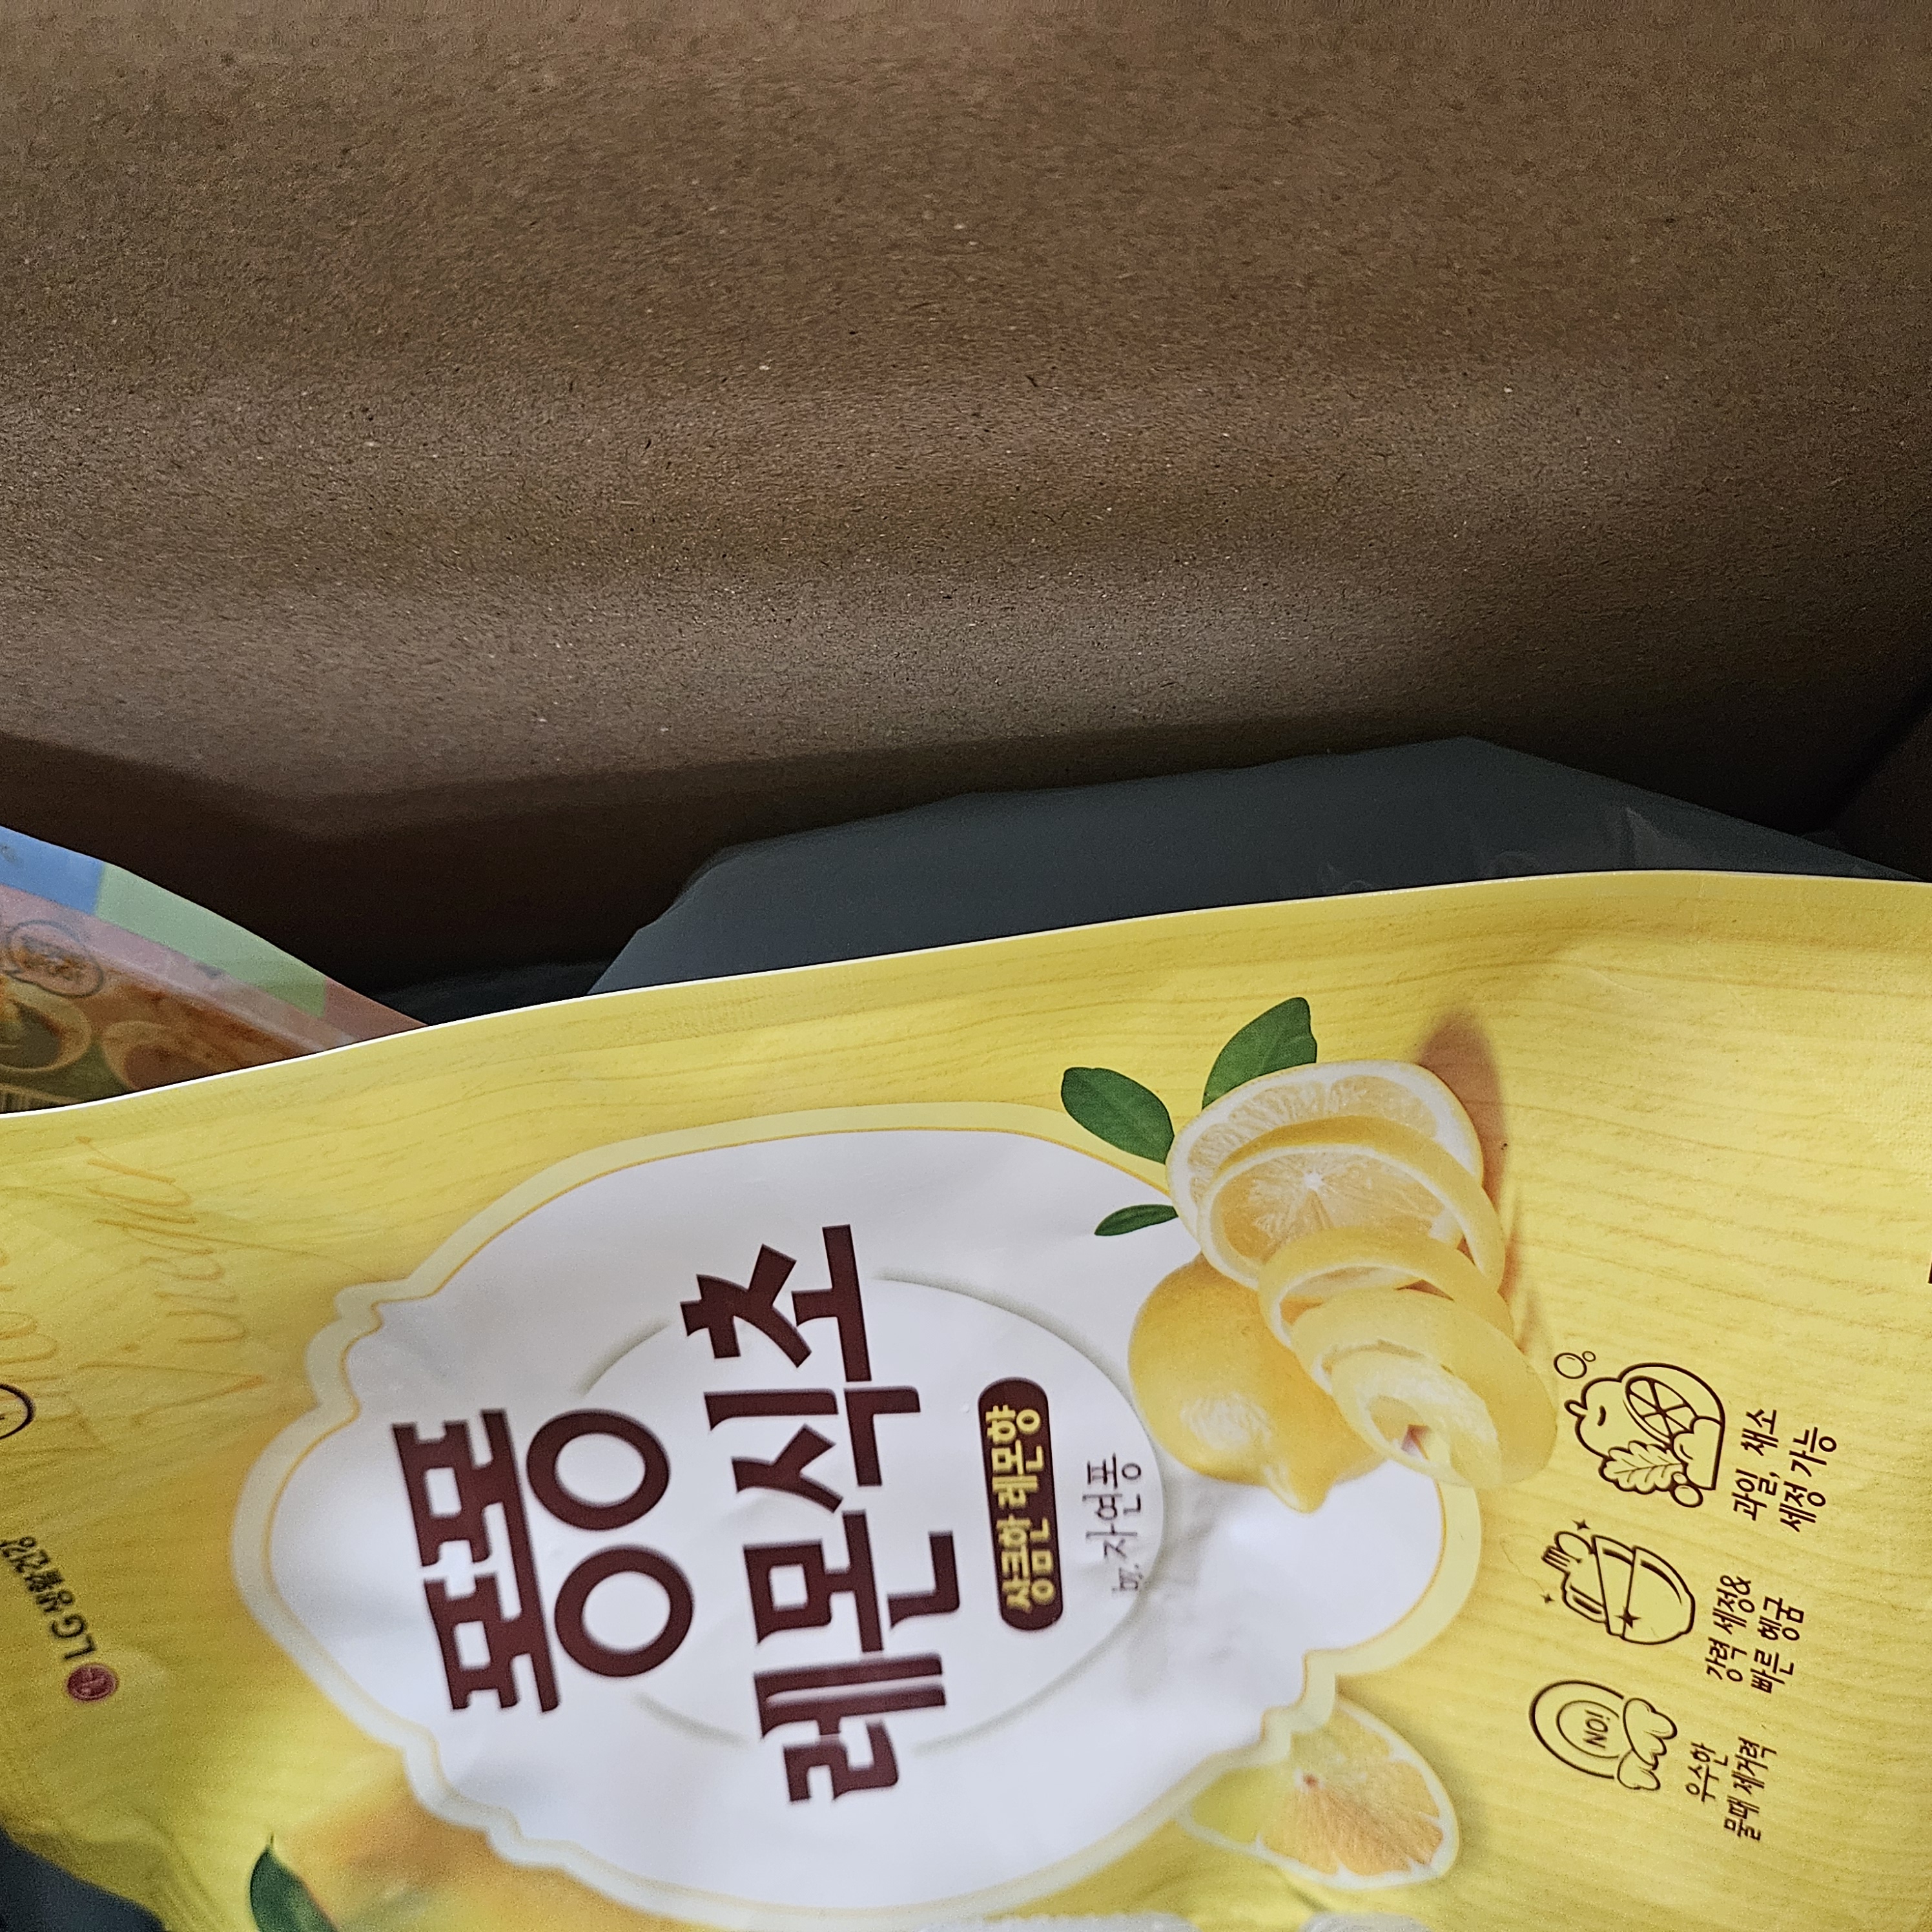 LG생활건강
퐁퐁
레몬식초
상큼한 레몬향
by.자연퐁
우수한
물때 제거력
강력 세정&
빠른 헹굼
과일, 채소
세정 가능
NO!
Vinegar